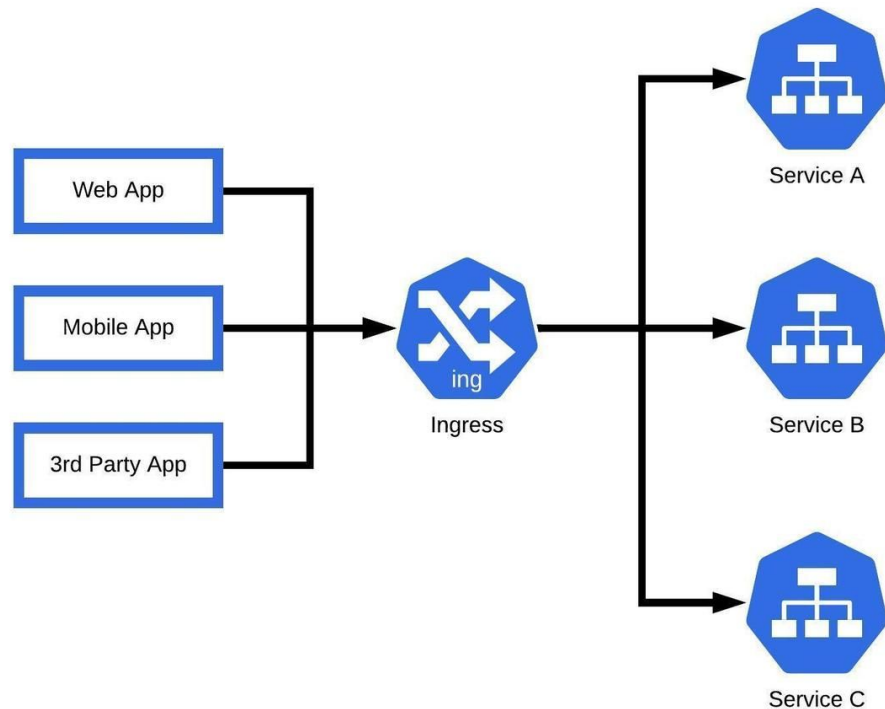 Web App
Mobile App
3rd Party App
ing
Ingress
Service A
Service B
Service C